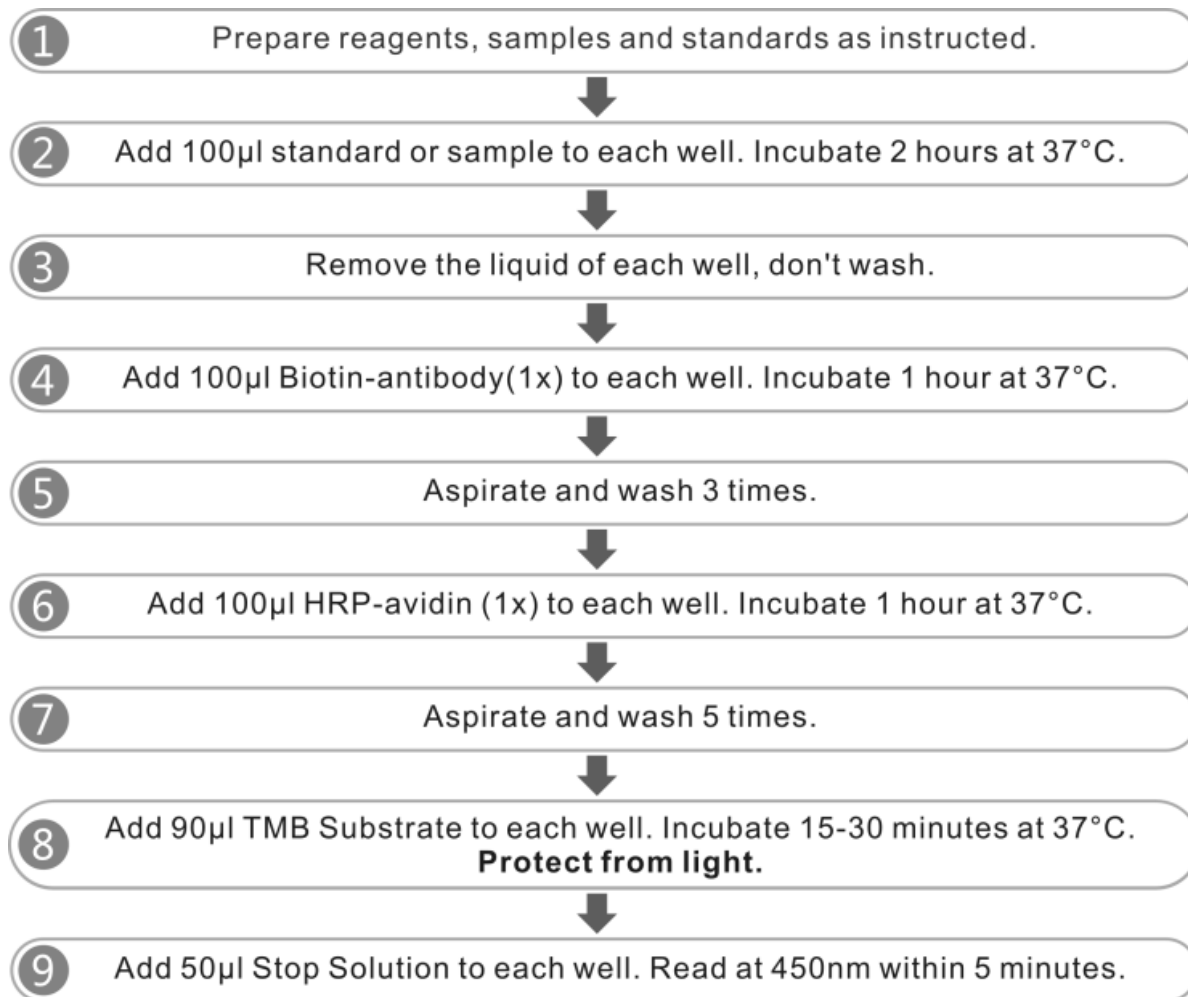 1 Prepare reagents, samples and standards as instructed.
2 Add 100µl standard or sample to each well. Incubate 2 hours at 37°C.
3 Remove the liquid of each well, don't wash.
4 Add 100µl Biotin-antibody(1x) to each well. Incubate 1 hour at 37°C.
5 Aspirate and wash 3 times.
6 Add 100µl HRP-avidin (1x) to each well. Incubate 1 hour at 37°C.
7 Aspirate and wash 5 times.
8 Add 90µl TMB Substrate to each well. Incubate 15-30 minutes at 37°C.
Protect from light.
9 Add 50µl Stop Solution to each well. Read at 450nm within 5 minutes.